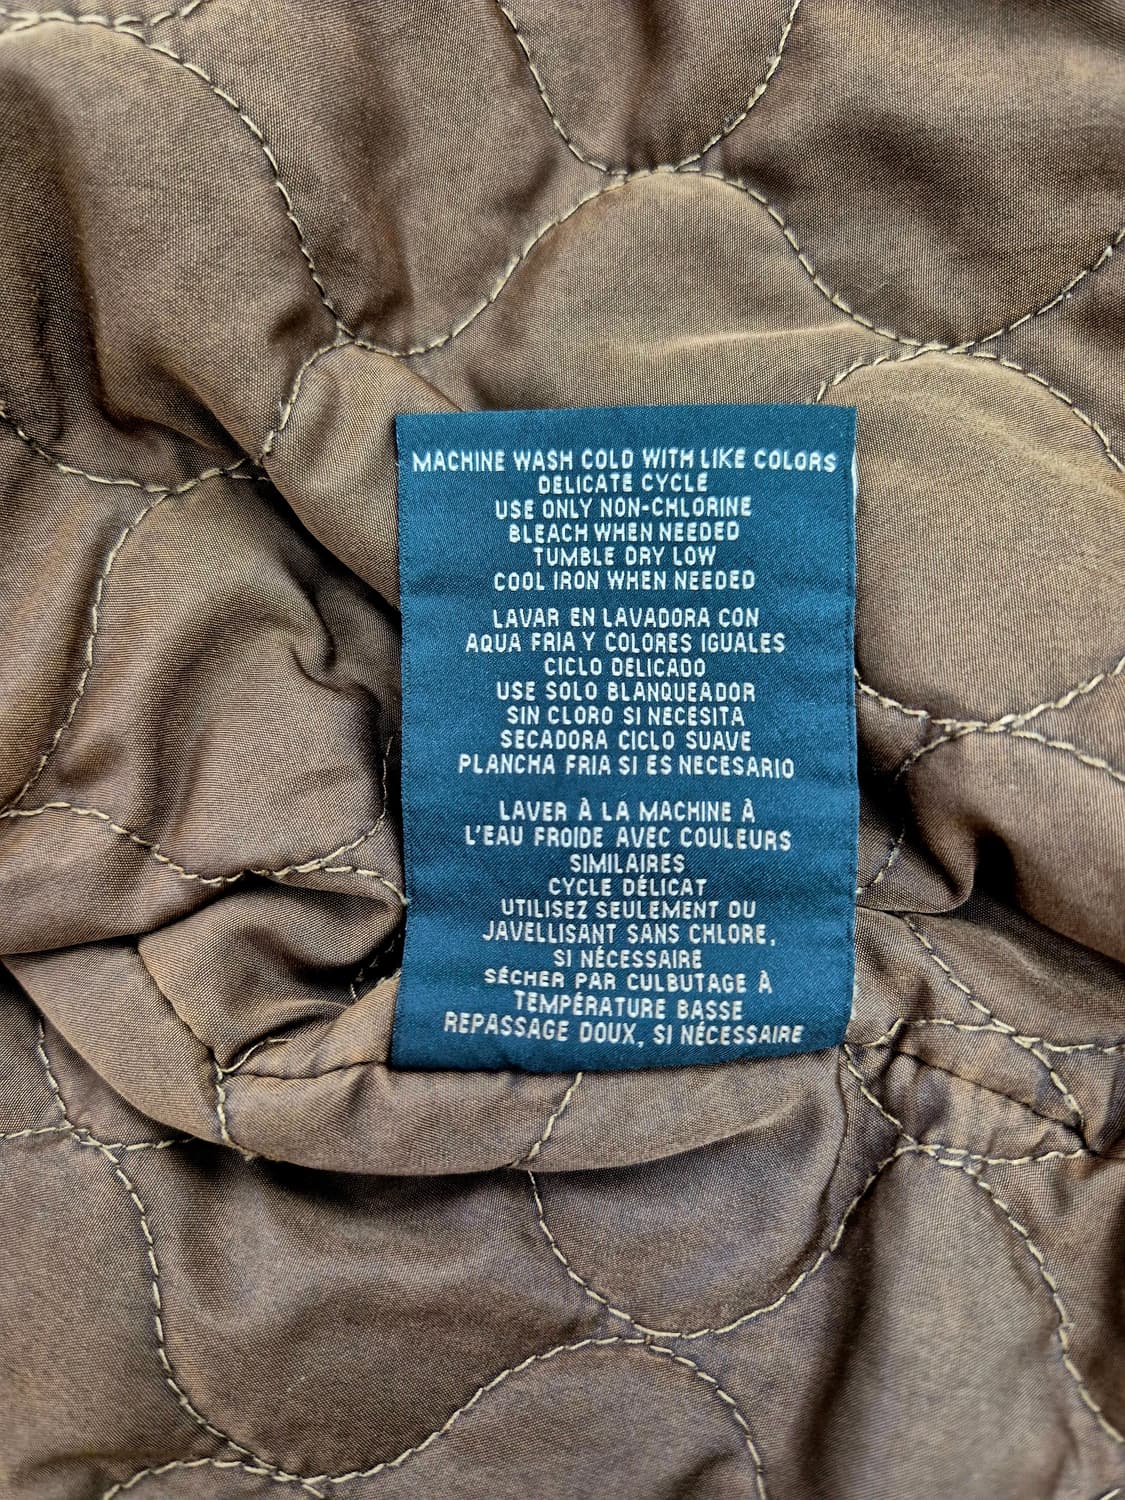 MACHINE WASH COLD WITH LIKE COLORS
DELICATE CYCLE
USE ONLY NON-CHLORINE
BLEACH WHEN NEEDED
TUMBLE DRY LOW
COOL IRON WHEN NEEDED
LAVAR EN LAVADORA CON
AQUA FRIA Y COLORES IGUALES
CICLO DELICADO
USE SOLO BLANQUEADOR
SIN CLORO SI NECESITA
SECADORA CICLO SUAVE
PLANCHA FRIA SI ES NECESARIO
LAVER À LA MACHINE À
L'EAU FROIDE AVEC COULEURS
SIMILAIRES
CYCLE DÉLICAT
UTILISEZ SEULEMENT OU
JAVELLISANT SANS CHLORE,
SI NÉCESSAIRE
SÉCHER PAR CULBUTAGE À
TEMPÉRATURE BASSE
REPASSAGE DOUX, SI NÉCESSAIRE